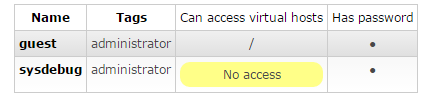 Name Tags Can access virtual hosts Has password
guest administrator / ●
sysdebug administrator No access ●